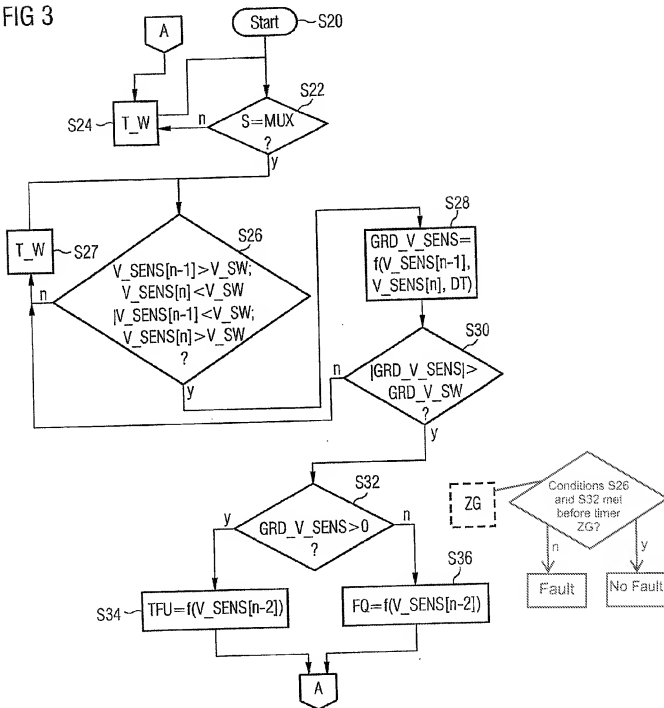 FIG 3
A
Start
S20
S22
S24
T_W
n
S=MUX
?
y
T_W
S27
S26
V_SENS[n-1]>V_SW;
V_SENS[n]<V_SW
|V_SENS[n-1]<V_SW;
V_SENS[n]>V_SW
?
n
y
S28
GRD_V_SENS=
f(V_SENS[n-1],
V_SENS[n], DT)
S30
n
|GRD_V_SENS|>
GRD_V_SW
?
y
S32
y
GRD_V_SENS>0
?
n
S34
TFU=f(V_SENS[n-2])
S36
FQ=f(V_SENS[n-2])
A
ZG
Conditions S26
and S32 met
before timer
ZG?
n
y
Fault
No Fault